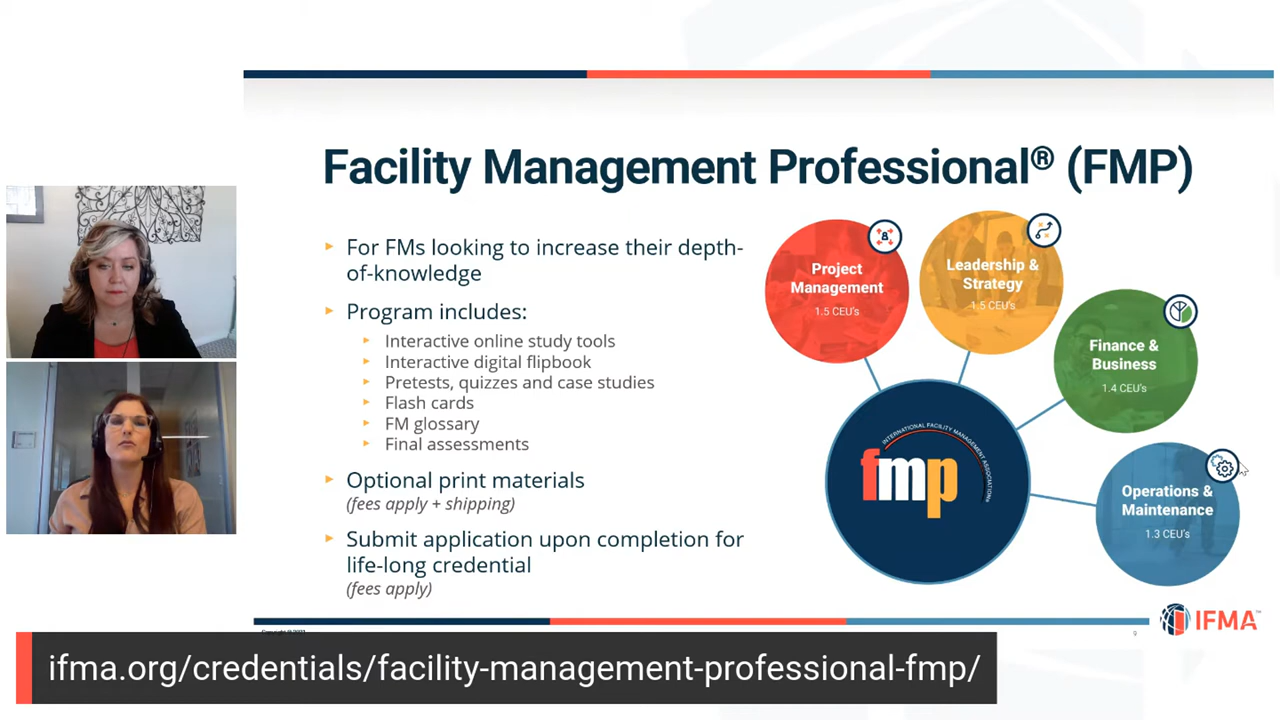 Facility Management Professional® (FMP)
For FMs looking to increase their depth-
of-knowledge
Program includes:
Interactive online study tools
Interactive digital flipbook
Pretests, quizzes and case studies
Flash cards
FM glossary
Final assessments
Optional print materials
(fees apply + shipping)
Submit application upon completion for
life-long credential
(fees apply)
Project
Management
1.5 CEU's
Leadership &
Strategy
1.5 CEU's
Finance &
Business
1.4 CEU's
Operations &
Maintenance
1.3 CEU's
INTERNATIONAL FACILITY MANAGEMENT ASSOCIATION
fmp
9
IFMA™
ifma.org/credentials/facility-management-professional-fmp/